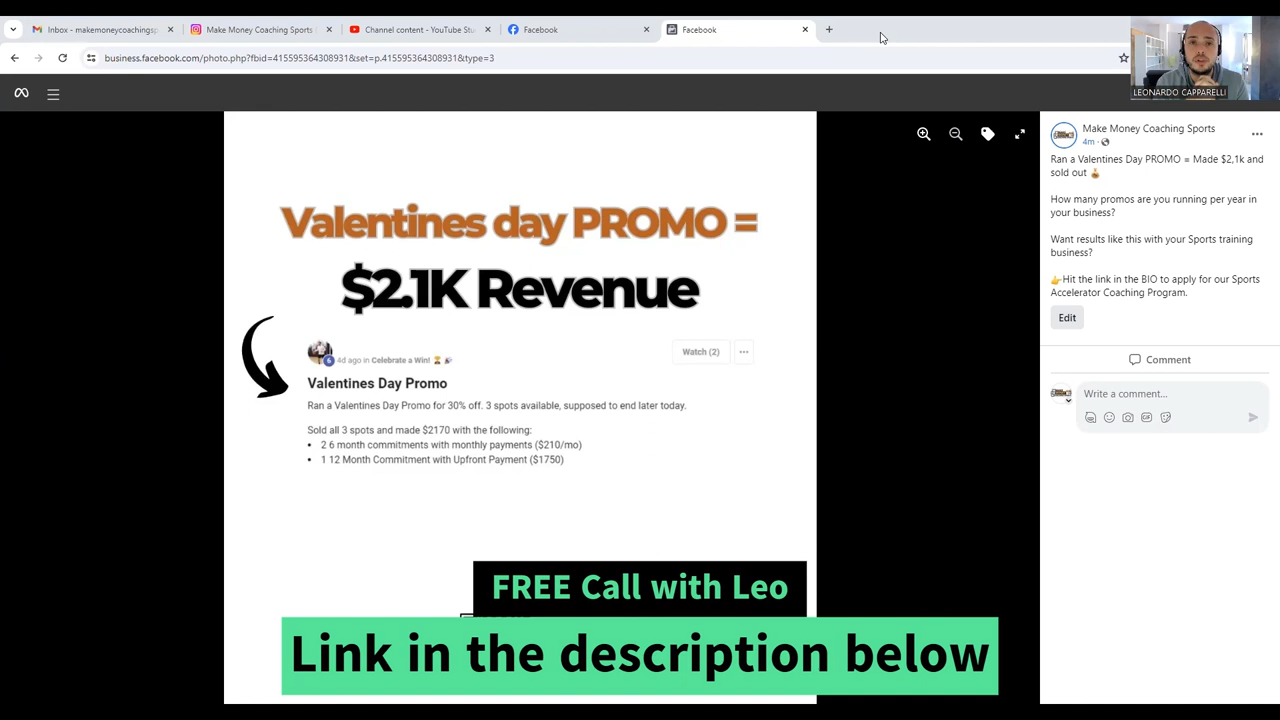 Inbox - makemoneycoachingsp
Make Money Coaching Sports
Channel content - YouTube Stu
Facebook
Facebook
business.facebook.com/photo.php?fbid=415595364308931&set=p.415595364308931&type=3
LEONARDO CAPPARELLI
Valentines day PROMO =
$2.1K Revenue
6
4d ago in Celebrate a Win!
Watch (2)
Valentines Day Promo
Ran a Valentines Day Promo for 30% off. 3 spots available, supposed to end later today.
Sold all 3 spots and made $2170 with the following:
• 2 6 month commitments with monthly payments ($210/mo)
• 1 12 Month Commitment with Upfront Payment ($1750)
FREE Call with Leo
Link in the description below
Make Money Coaching Sports
4m ·
Ran a Valentines Day PROMO = Made $2,1k and
sold out
How many promos are you running per year in
your business?
Want results like this with your Sports training
business?
Hit the link in the BIO to apply for our Sports
Accelerator Coaching Program.
Edit
Comment
Write a comment...
GIF